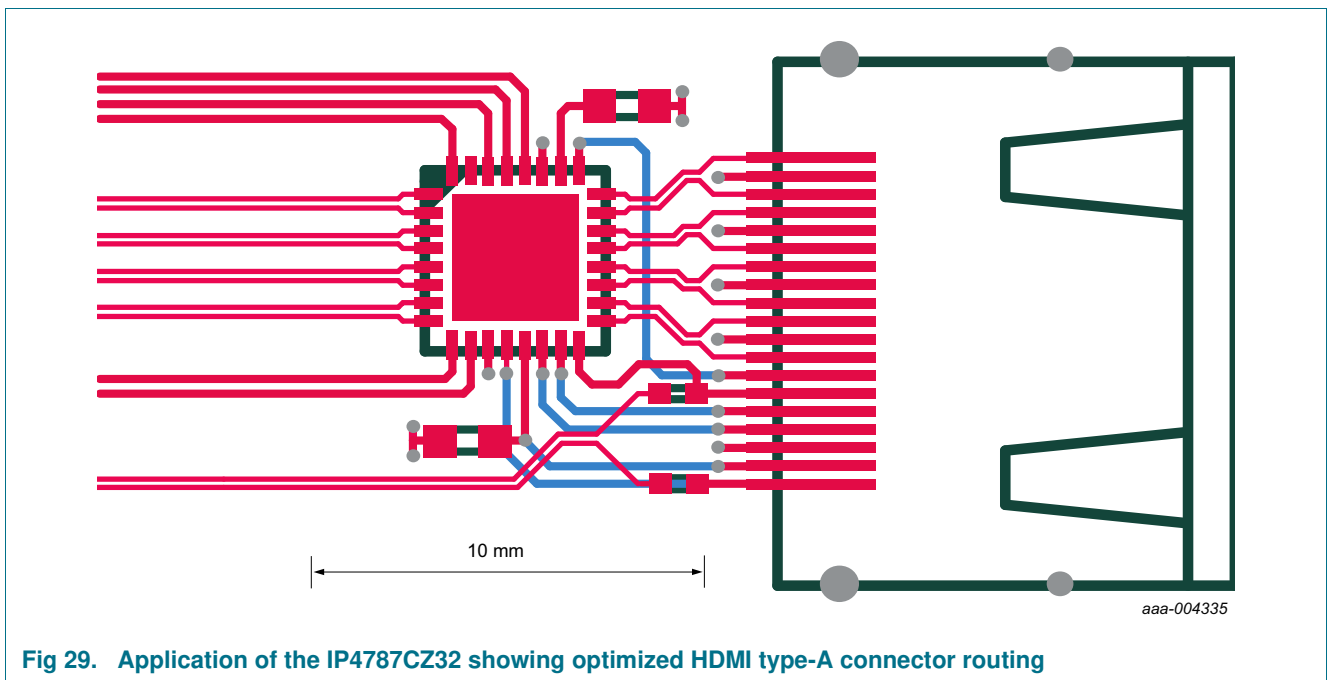 10 mm
aaa-004335
Fig 29. Application of the IP4787CZ32 showing optimized HDMI type-A connector routing